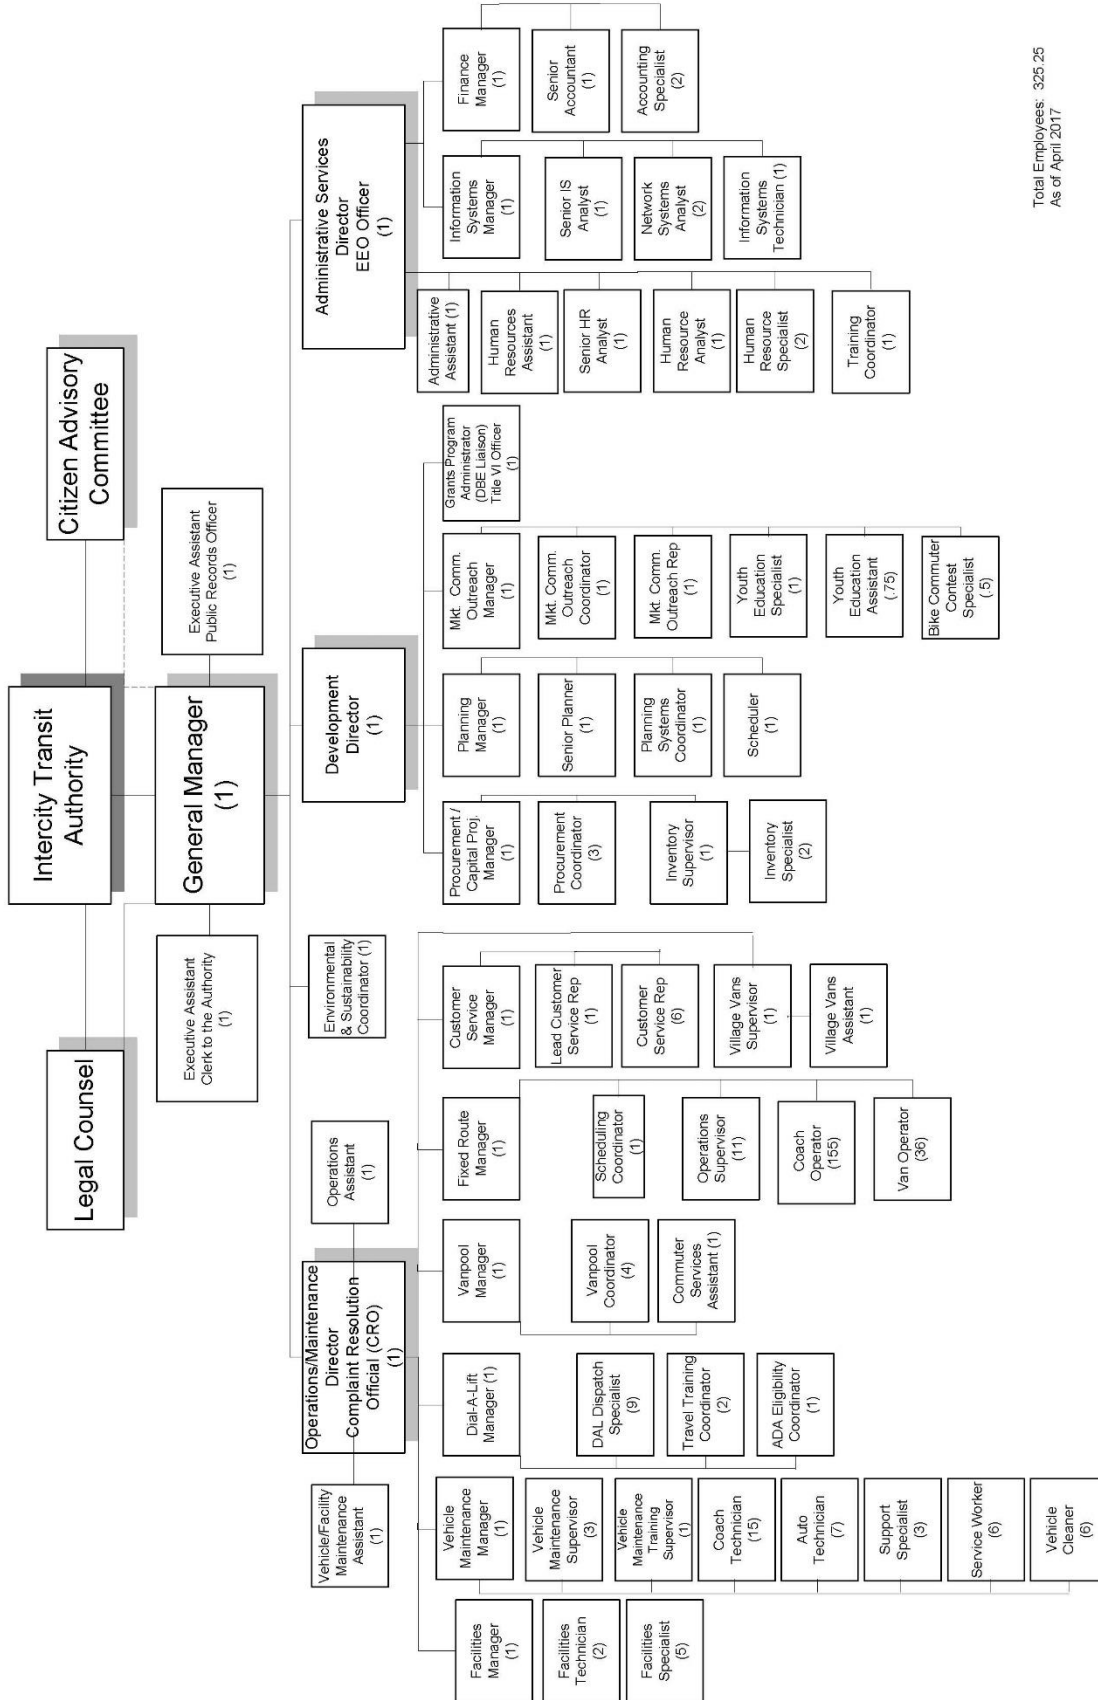 Intercity Transit
Authority
Legal Counsel
Citizen Advisory
Committee
General Manager
(1)
Executive Assistant
Clerk to the Authority
(1)
Executive Assistant
Public Records Officer
(1)
Environmental
& Sustainability
Coordinator (1)
Operations/Maintenance
Director
Complaint Resolution
Official (CRO)
(1)
Vehicle/Facility
Maintenance
Assistant
(1)
Operations
Assistant
(1)
Development
Director
(1)
Administrative Services
Director
EEO Officer
(1)
Facilities
Manager
(1)
Facilities
Technician
(2)
Facilities
Specialist
(5)
Vehicle
Maintenance
Manager
(1)
Vehicle
Maintenance
Supervisor
(3)
Vehicle
Maintenance
Training
Supervisor
(1)
Coach
Technician
(15)
Auto
Technician
(7)
Support
Specialist
(3)
Service Worker
(6)
Vehicle
Cleaner
(6)
Dial-A-Lift
Manager (1)
DAL Dispatch
Specialist
(9)
Travel Training
Coordinator
(2)
ADA Eligibility
Coordinator
(1)
Vanpool Manager
(1)
Vanpool
Coordinator
(4)
Commuter
Services
Assistant (1)
Fixed Route
Manager
(1)
Scheduling
Coordinator
(1)
Operations
Supervisor
(11)
Coach
Operator
(155)
Van Operator
(36)
Customer
Service
Manager
(1)
Lead Customer
Service Rep
(1)
Customer
Service Rep
(6)
Village Vans
Supervisor
(1)
Village Vans
Assistant
(1)
Procurement /
Capital Proj.
Manager
(1)
Procurement
Coordinator
(3)
Inventory
Supervisor
(1)
Inventory
Specialist
(2)
Planning
Manager
(1)
Senior Planner
(1)
Planning
Systems
Coordinator
(1)
Scheduler
(1)
Mkt. Comm.
Outreach
Manager
(1)
Mkt. Comm.
Outreach
Coordinator
(1)
Mkt. Comm.
Outreach Rep
(1)
Youth
Education
Specialist
(1)
Youth
Education
Assistant
(.75)
Bike Commuter
Contest
Specialist
(.5)
Grants Program
Administrator
(DBE Liaison)
Title VI Officer
(1)
Administrative
Assistant (1)
Human
Resources
Assistant
(1)
Senior HR
Analyst
(1)
Human
Resource
Analyst
(1)
Human
Resource
Specialist
(2)
Training
Coordinator
(1)
Information
Systems
Manager
(1)
Senior IS
Analyst
(1)
Network
Systems
Analyst
(2)
Information
Systems
Technician (1)
Finance
Manager
(1)
Senior
Accountant
(1)
Accounting
Specialist
(2)
Total Employees: 325.25
As of April 2017